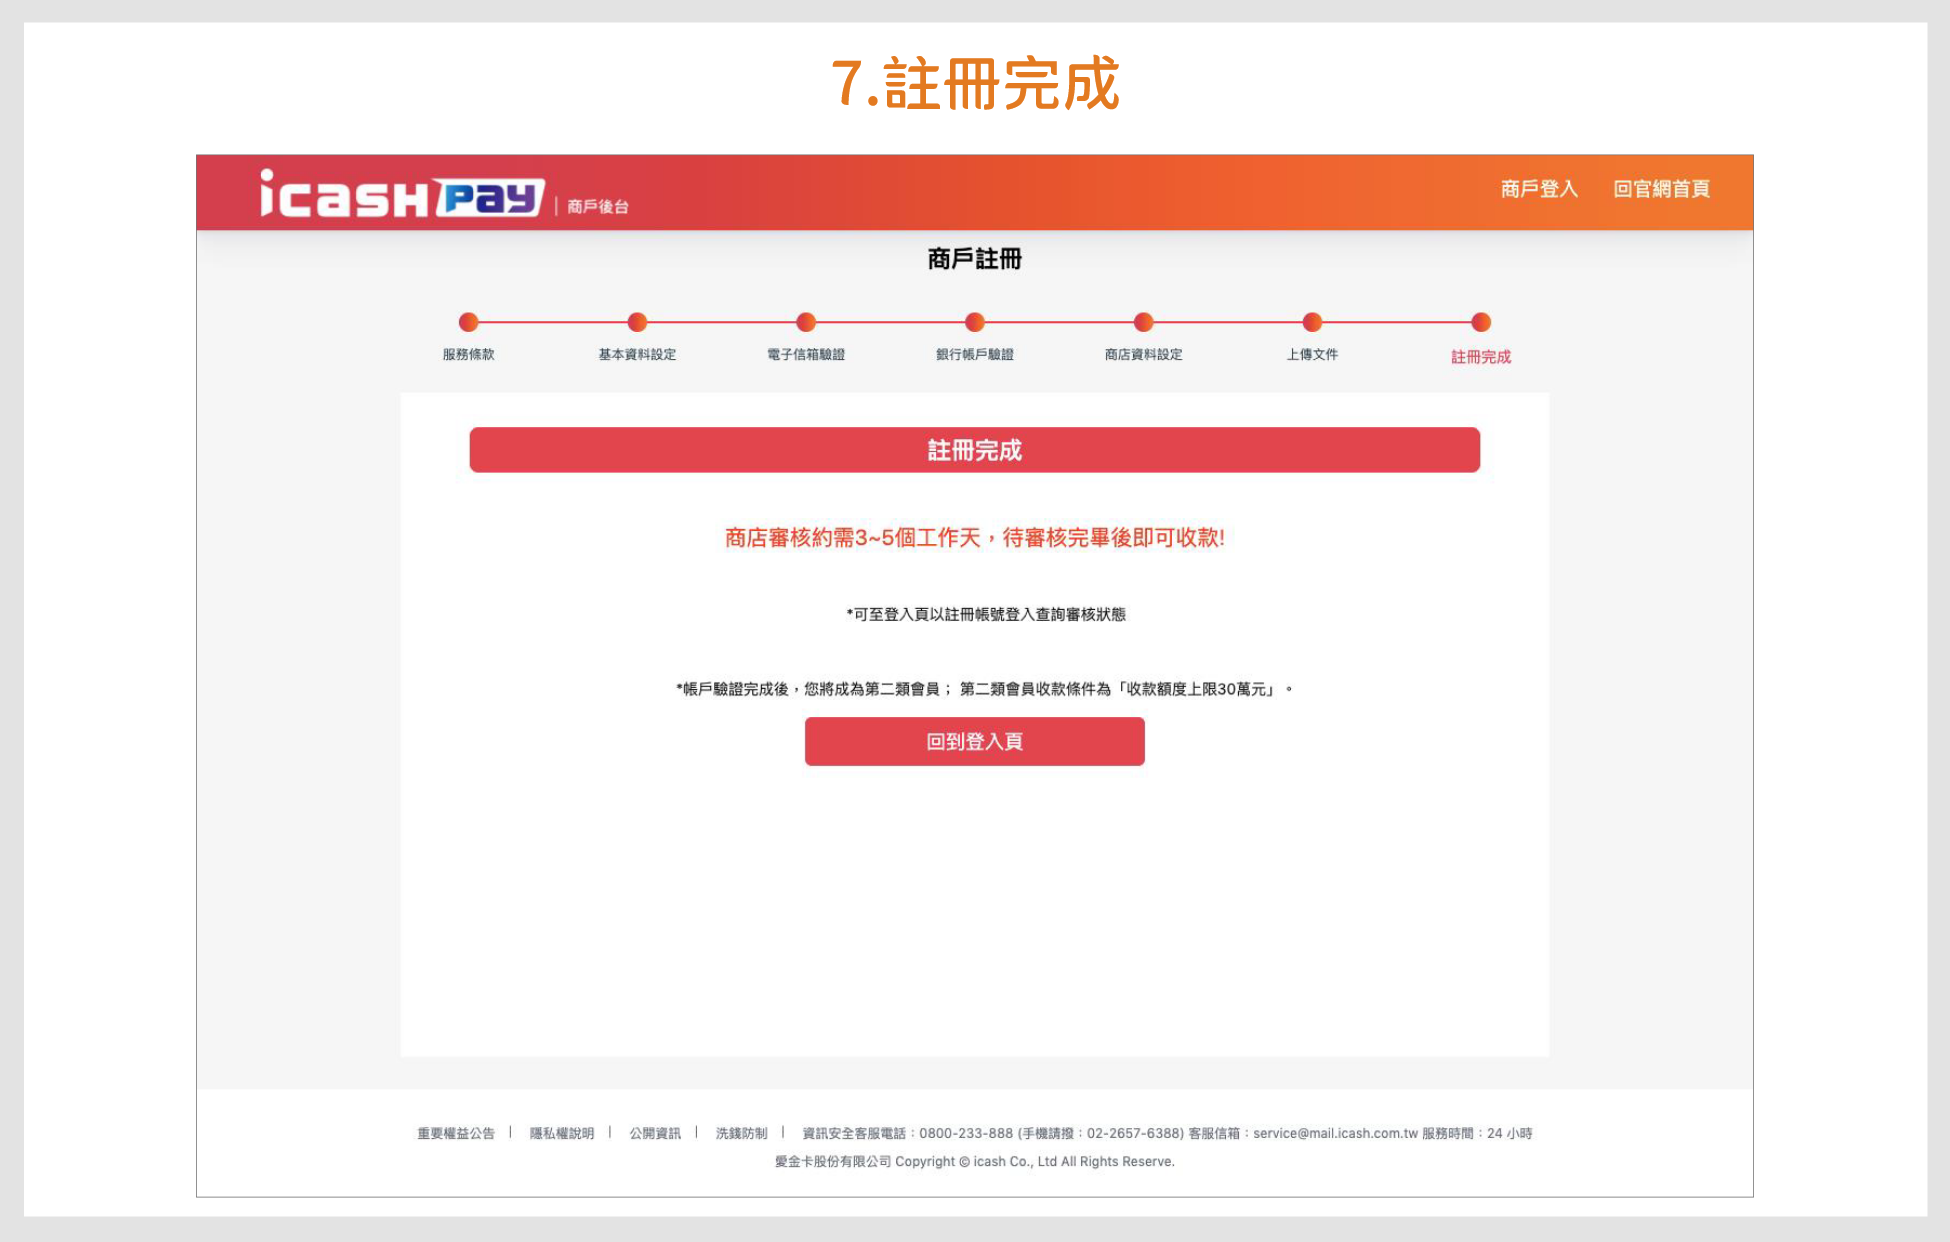 7.註冊完成
icash Pay | 商戶後台
商戶登入 回官網首頁
商戶註冊
服務條款 基本資料設定 電子信箱驗證 銀行帳戶驗證 商店資料設定 上傳文件 註冊完成
註冊完成
商店審核約需3~5個工作天，待審核完畢後即可收款!
*可至登入頁以註冊帳號登入查詢審核狀態
*帳戶驗證完成後，您將成為第二類會員； 第二類會員收款條件為「收款額度上限30萬元」。
回到登入頁
重要權益公告 | 隱私權說明 | 公開資訊 | 洗錢防制 | 資訊安全客服電話：0800-233-888 (手機請撥：02-2657-6388) 客服信箱：service@mail.icash.com.tw 服務時間：24 小時
愛金卡股份有限公司 Copyright © icash Co., Ltd All Rights Reserve.